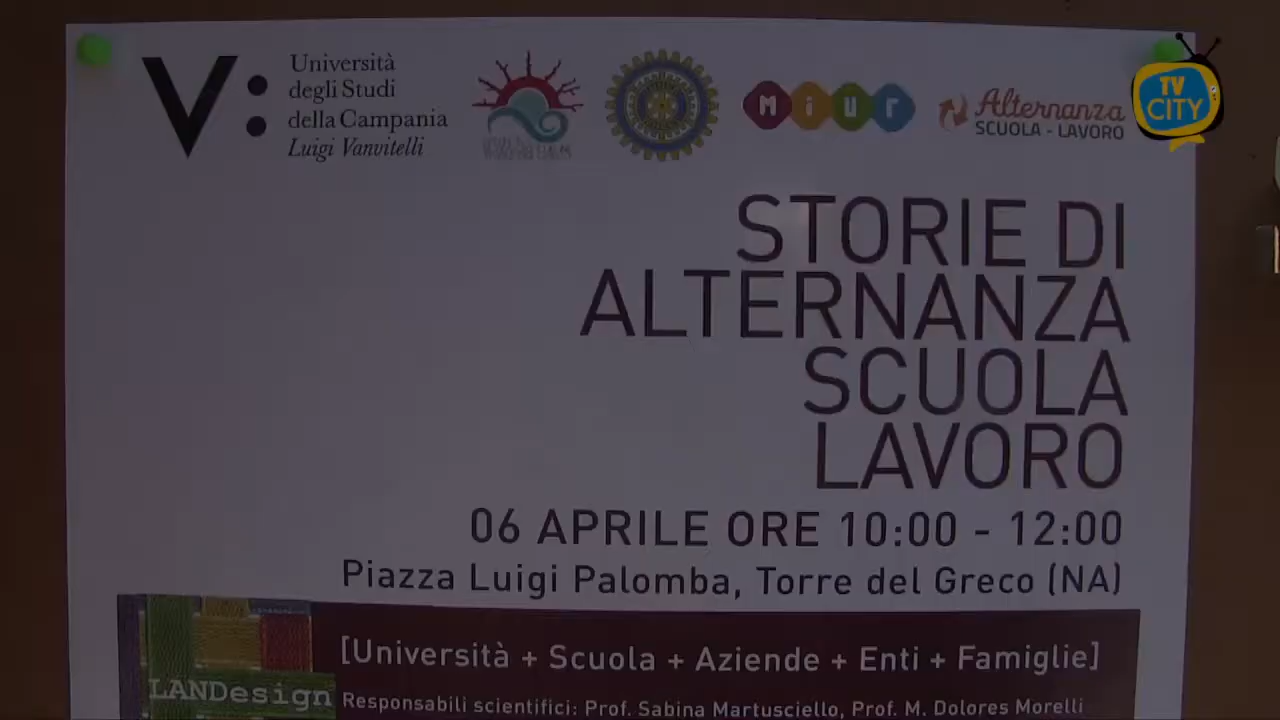 V:
Università
degli Studi
della Campania
Luigi Vanvitelli
Miur
Alternanza
SCUOLA - LAVORO
TV
CITY
STORIE DI
ALTERNANZA
SCUOLA
LAVORO
06 APRILE ORE 10:00 - 12:00
Piazza Luigi Palomba, Torre del Greco (NA)
[Università + Scuola + Aziende + Enti + Famiglie]
LANDesign
Responsabili scientifici: Prof. Sabina Martusciello, Prof. M. Dolores Morelli